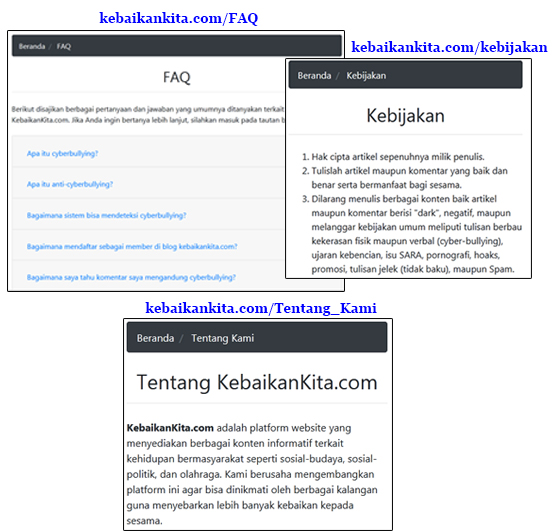 kebaikankita.com/FAQ
Beranda / FAQ
FAQ
Berikut disajikan berbagai pertanyaan dan jawaban yang umumnya ditanyakan terkait
KebaikanKita.com. Jika Anda ingin bertanya lebih lanjut, silahkan masuk pada tautan
Apa itu cyberbullying?
Apa itu anti-cyberbullying?
Bagaimana sistem bisa mendeteksi cyberbullying?
Bagaimana mendaftar sebagai member di blog kebaikankita.com?
Bagaimana saya tahu komentar saya mengandung cyberbullying?
kebaikankita.com/kebijakan
Beranda / Kebijakan
Kebijakan
1. Hak cipta artikel sepenuhnya milik penulis.
2. Tulislah artikel maupun komentar yang baik dan
benar serta bermanfaat bagi sesama.
3. Dilarang menulis berbagai konten baik artikel
maupun komentar berisi "dark", negatif, maupun
melanggar kebijakan umum meliputi tulisan berbau
kekerasan fisik maupun verbal (cyber-bullying),
ujaran kebencian, isu SARA, pornografi, hoaks,
promosi, tulisan jelek (tidak baku), maupun Spam.
kebaikankita.com/Tentang_Kami
Beranda / Tentang Kami
Tentang KebaikanKita.com
KebaikanKita.com adalah platform website yang
menyediakan berbagai konten informatif terkait
kehidupan bermasyarakat seperti sosial-budaya, sosial-
politik, dan olahraga. Kami berusaha mengembangkan
platform ini agar bisa dinikmati oleh berbagai kalangan
guna menyebarkan lebih banyak kebaikan kepada
sesama.